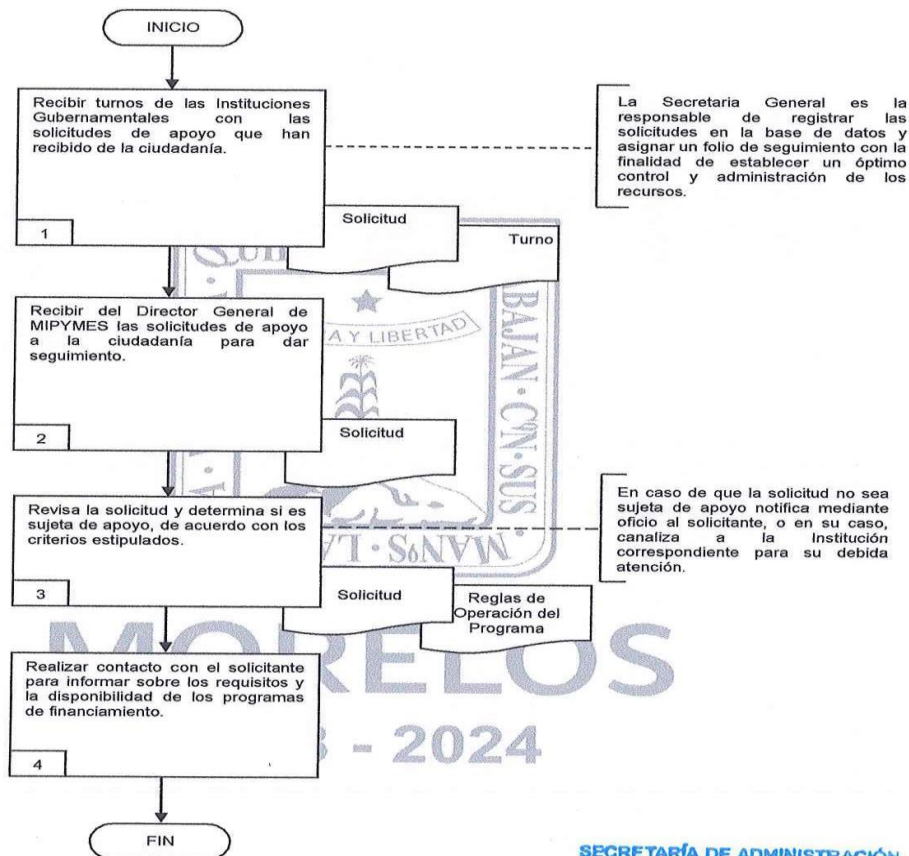 INICIO
Recibir turnos de las Instituciones
Gubernamentales con las
solicitudes de apoyo que han
recibido de la ciudadanía.
1
La Secretaria General es la
responsable de registrar las
solicitudes en la base de datos y
asignar un folio de seguimiento con la
finalidad de establecer un óptimo
control y administración de los
recursos.
Solicitud
Turno
Recibir del Director General de
MIPYMES las solicitudes de apoyo
a la ciudadanía para dar
seguimiento.
2
Solicitud
Revisa la solicitud y determina si es
sujeta de apoyo, de acuerdo con los
criterios estipulados.
3
En caso de que la solicitud no sea
sujeta de apoyo notifica mediante
oficio al solicitante, o en su caso,
canaliza a la Institución
correspondiente para su debida
atención.
Solicitud
Reglas de
Operación del
Programa
Realizar contacto con el solicitante
para informar sobre los requisitos y
la disponibilidad de los programas
de financiamiento.
4
FIN
Y LIBERTAD
BAJAN · CON · SUS ·
MANOS · LA
MORELOS
- 2024
SECRETARÍA DE ADMINISTRACIÓN